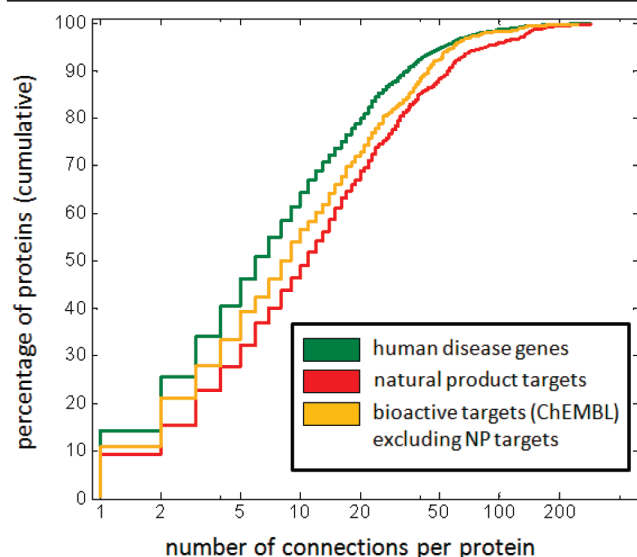 percentage of proteins (cumulative)
100
90
80
70
60
50
40
30
20
10
0
human disease genes
natural product targets
bioactive targets (ChEMBL)
excluding NP targets
1 2 5 10 20 50 100 200
number of connections per protein